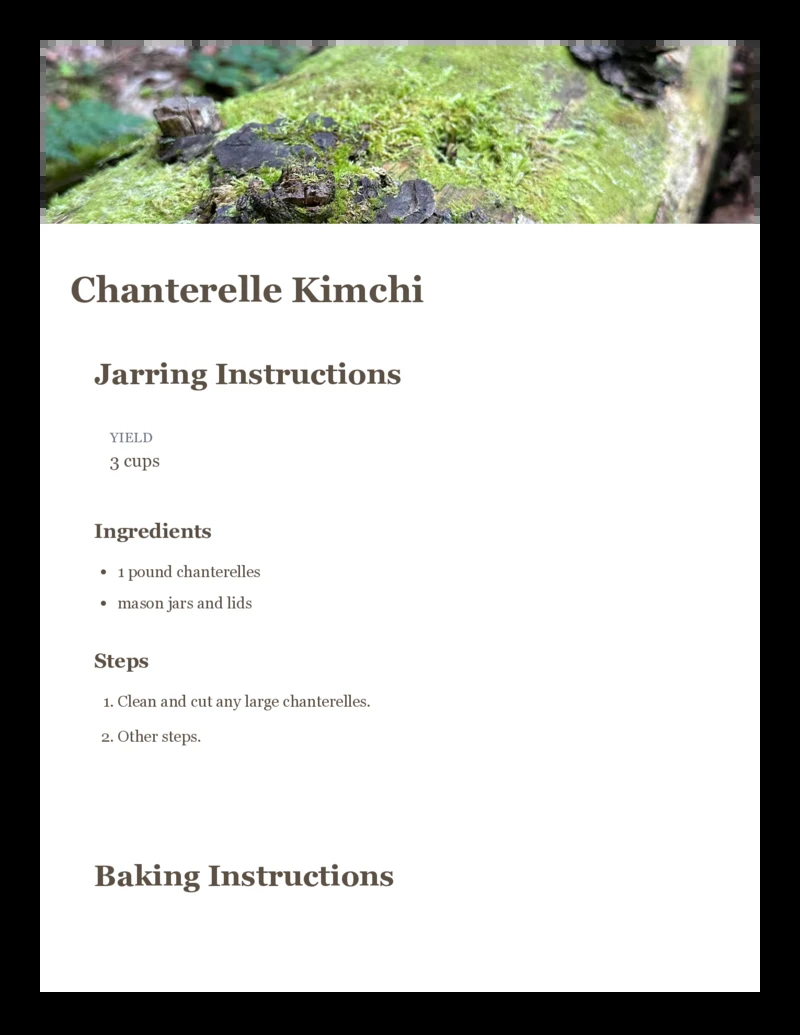 Chanterelle Kimchi
Jarring Instructions
YIELD
3 cups
Ingredients
• 1 pound chanterelles
• mason jars and lids
Steps
1. Clean and cut any large chanterelles.
2. Other steps.
Baking Instructions